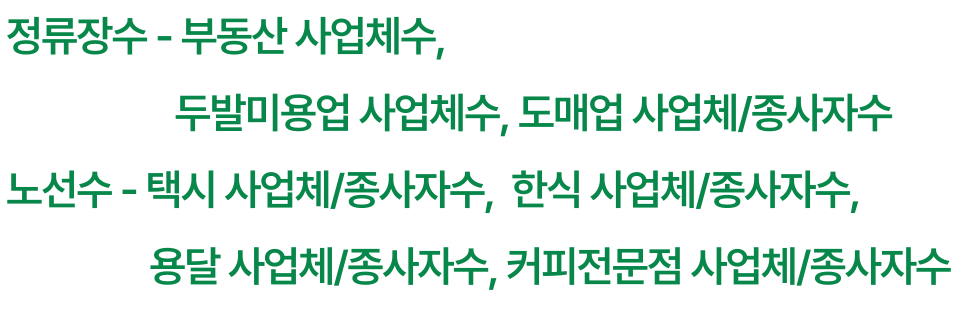 정류장수 - 부동산 사업체수,
두발미용업 사업체수, 도매업 사업체/종사자수
노선수 - 택시 사업체/종사자수, 한식 사업체/종사자수,
용달 사업체/종사자수, 커피전문점 사업체/종사자수